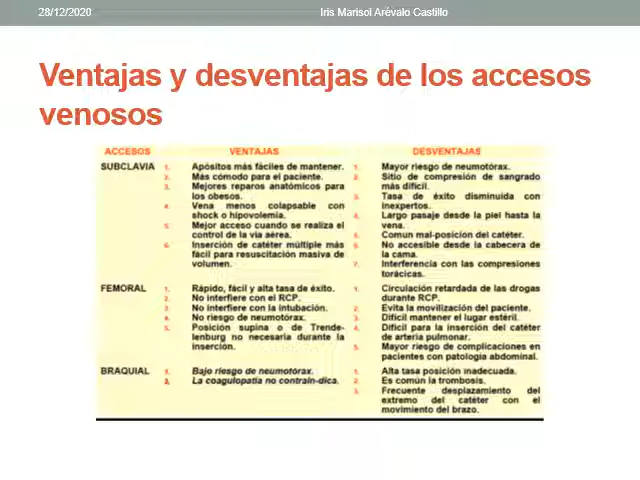 28/12/2020 Iris Marisol Arévalo Castillo
Ventajas y desventajas de los accesos
venosos
ACCESOS VENTAJAS DESVENTAJAS
SUBCLAVIA
1. Apósitos más fáciles de mantener.
2. Más cómodo para el paciente.
3. Mejores reparos anatómicos para
los obesos.
4. Vena menos colapsable con
shock o hipovolemia.
5. Mejor acceso cuando se realiza el
control de la vía aérea.
6. Inserción de catéter múltiple más
fácil para resuscitación masiva de
volumen.
1. Mayor riesgo de neumotórax.
2. Sitio de compresión de sangrado
más difícil.
3. Tasa de éxito disminuida con
inexpertos.
4. Largo pasaje desde la piel hasta la
vena.
5. Comun mal-posición del catéter.
6. No accesible desde la cabecera de
la cama.
7. Interferencia con las compresiones
torácicas.
FEMORAL
1. Rápido, fácil y alta tasa de éxito.
2. No interfiere con el RCP.
3. No interfiere con la intubación.
4. No riesgo de neumotórax.
5. Posición supina o de Trende-
lenburg no necesaria durante la
inserción.
1. Circulación retardada de las drogas
durante RCP.
2. Evita la movilización del paciente.
3. Difícil mantener el lugar estéril.
4. Difícil para la inserción del catéter
de arteria pulmonar.
5. Mayor riesgo de complicaciones en
pacientes con patología abdominal.
BRAQUIAL
1. Bajo riesgo de neumotórax.
2. La coagulopatía no contrain-dica.
1. Alta tasa posición inadecuada.
2. Es común la trombosis.
3. Frecuente desplazamiento del
extremo del catéter con el
movimiento del brazo.